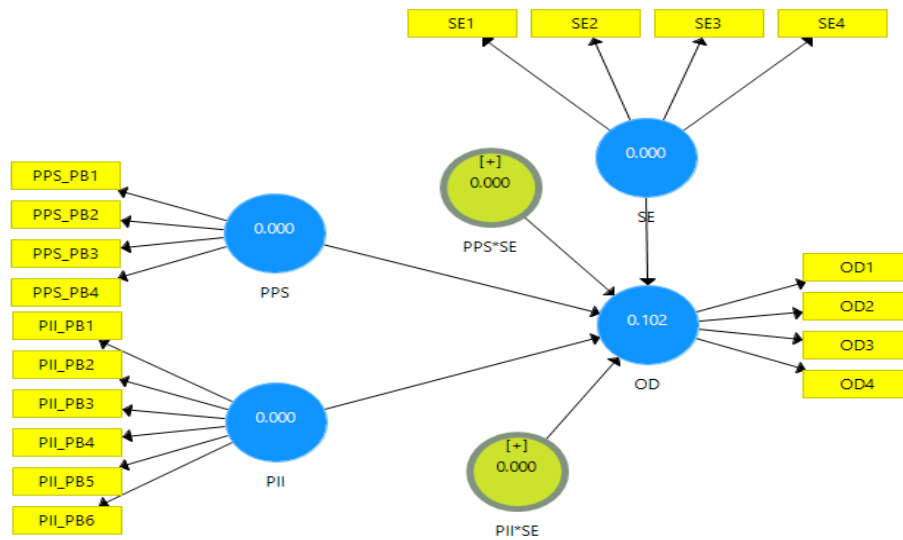 SE1
SE2
SE3
SE4
0.000
SE
[+]
0.000
PPS*SE
PPS_PB1
PPS_PB2
PPS_PB3
PPS_PB4
0.000
PPS
PII_PB1
PII_PB2
PII_PB3
PII_PB4
PII_PB5
PII_PB6
0.000
PII
0.102
OD
OD1
OD2
OD3
OD4
[+]
0.000
PII*SE